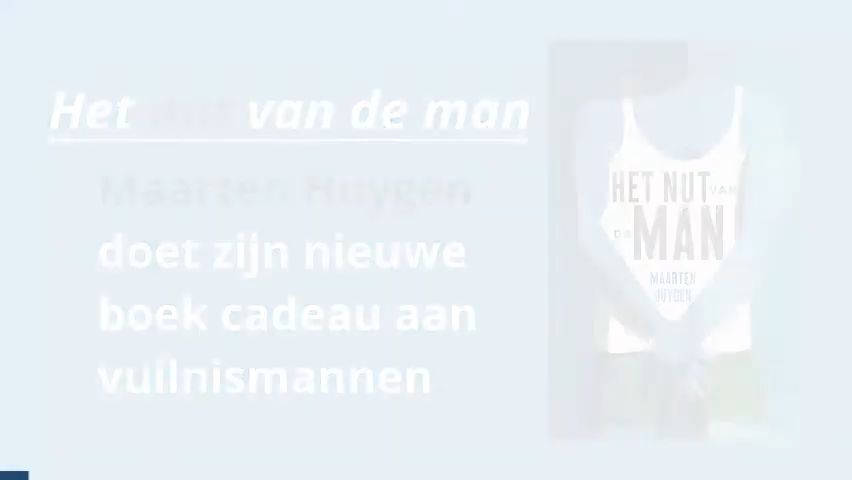 Het nut van de man
Maarten Huygen
doet zijn nieuwe
boek cadeau aan
vuilnismannen
HET NUT VAN
DE MAN
MAARTEN
HUYGEN